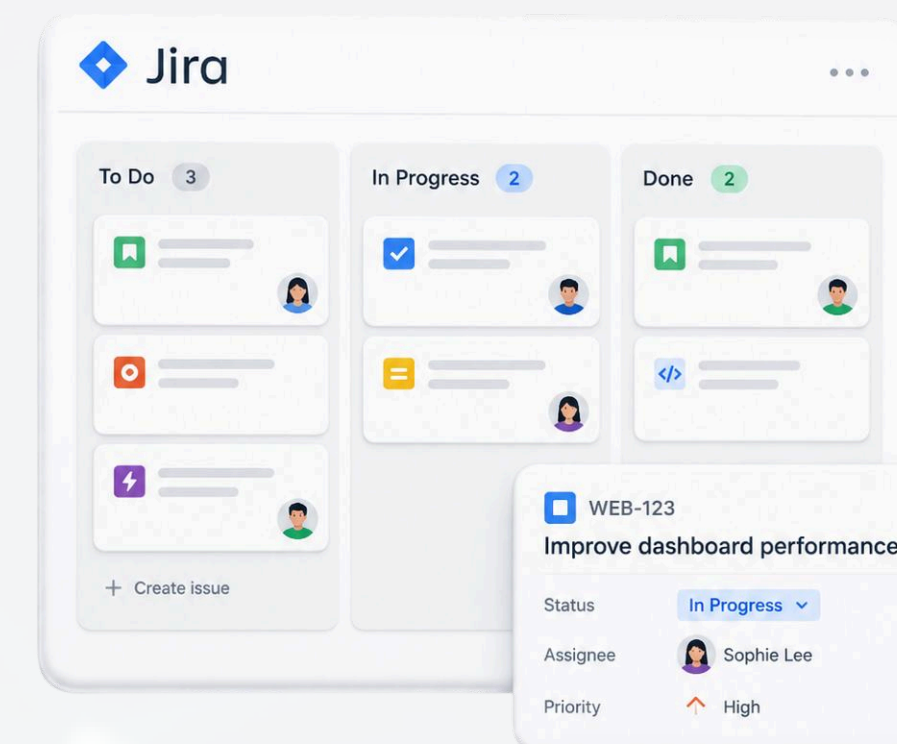 Jira
To Do 3
In Progress 2
Done 2
Create issue
WEB-123
Improve dashboard performance
Status In Progress
Assignee Sophie Lee
Priority High